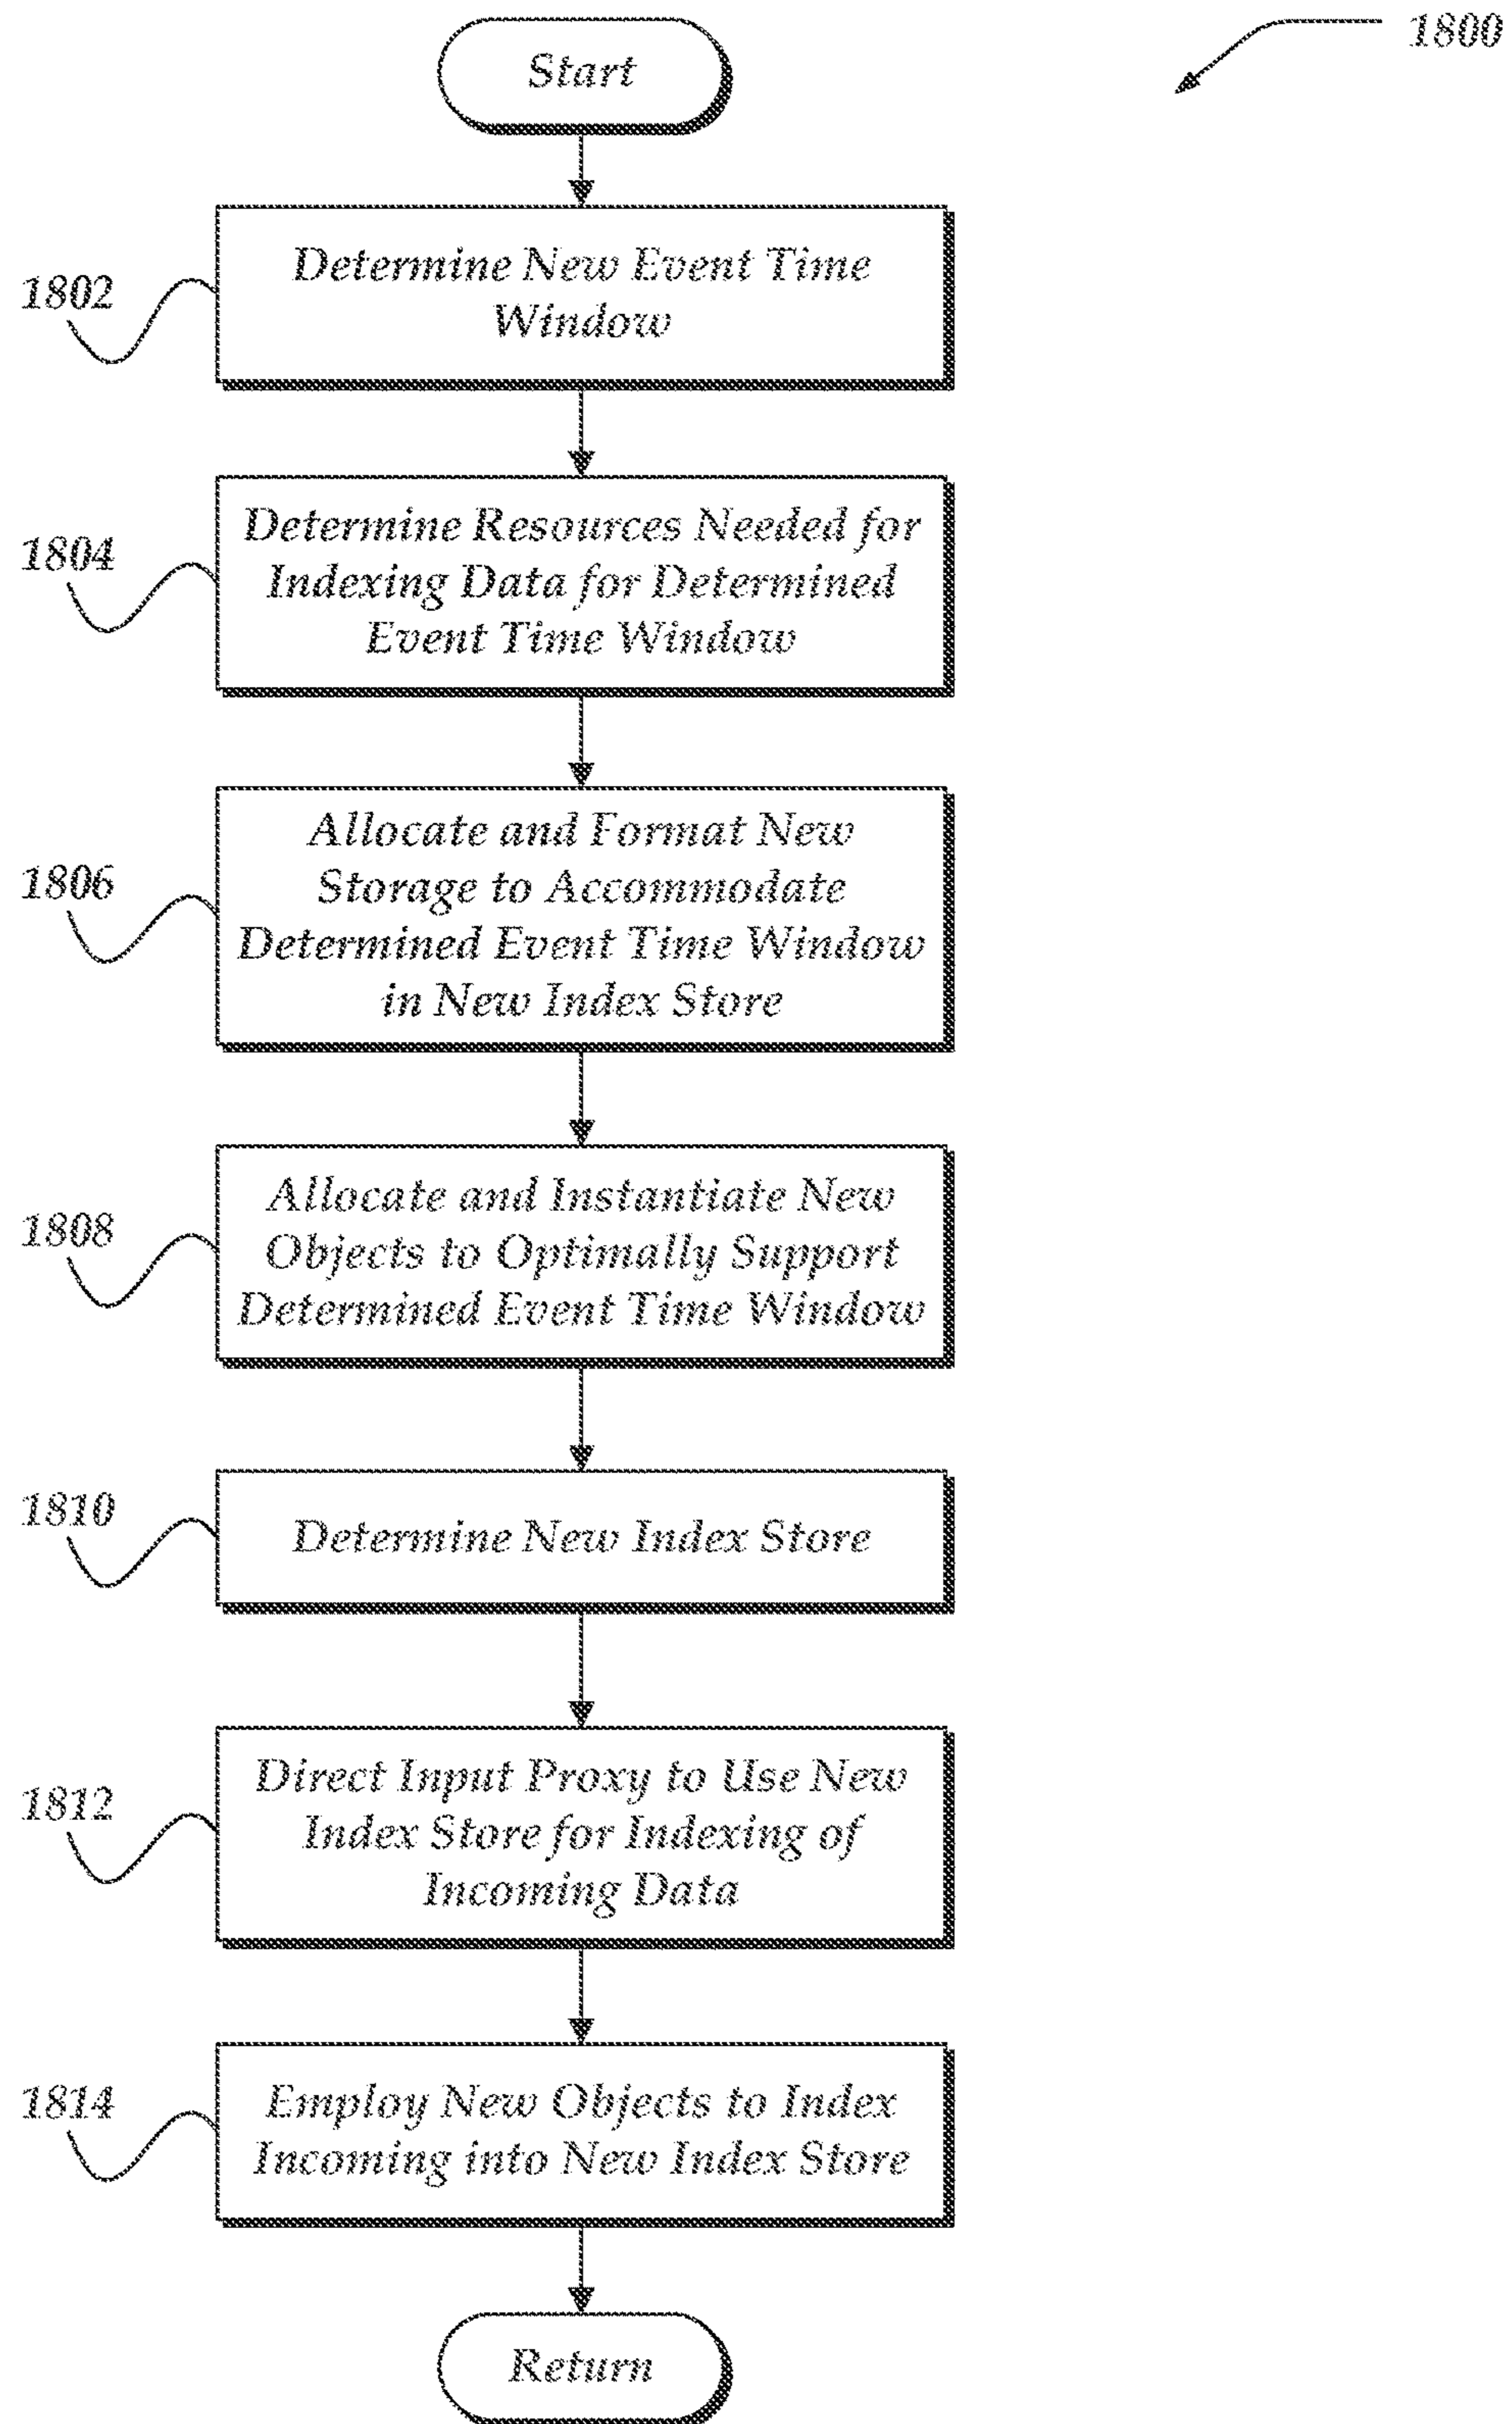 Start
1800
1802
Determine New Event Time
Window
1804
Determine Resources Needed for
Indexing Data for Determined
Event Time Window
1806
Allocate and Format New
Storage to Accommodate
Determined Event Time Window
in New Index Store
1808
Allocate and Instantiate New
Objects to Optimally Support
Determined Event Time Window
1810
Determine New Index Store
1812
Direct Input Proxy to Use New
Index Store for Indexing of
Incoming Data
1814
Employ New Objects to Index
Incoming into New Index Store
Return